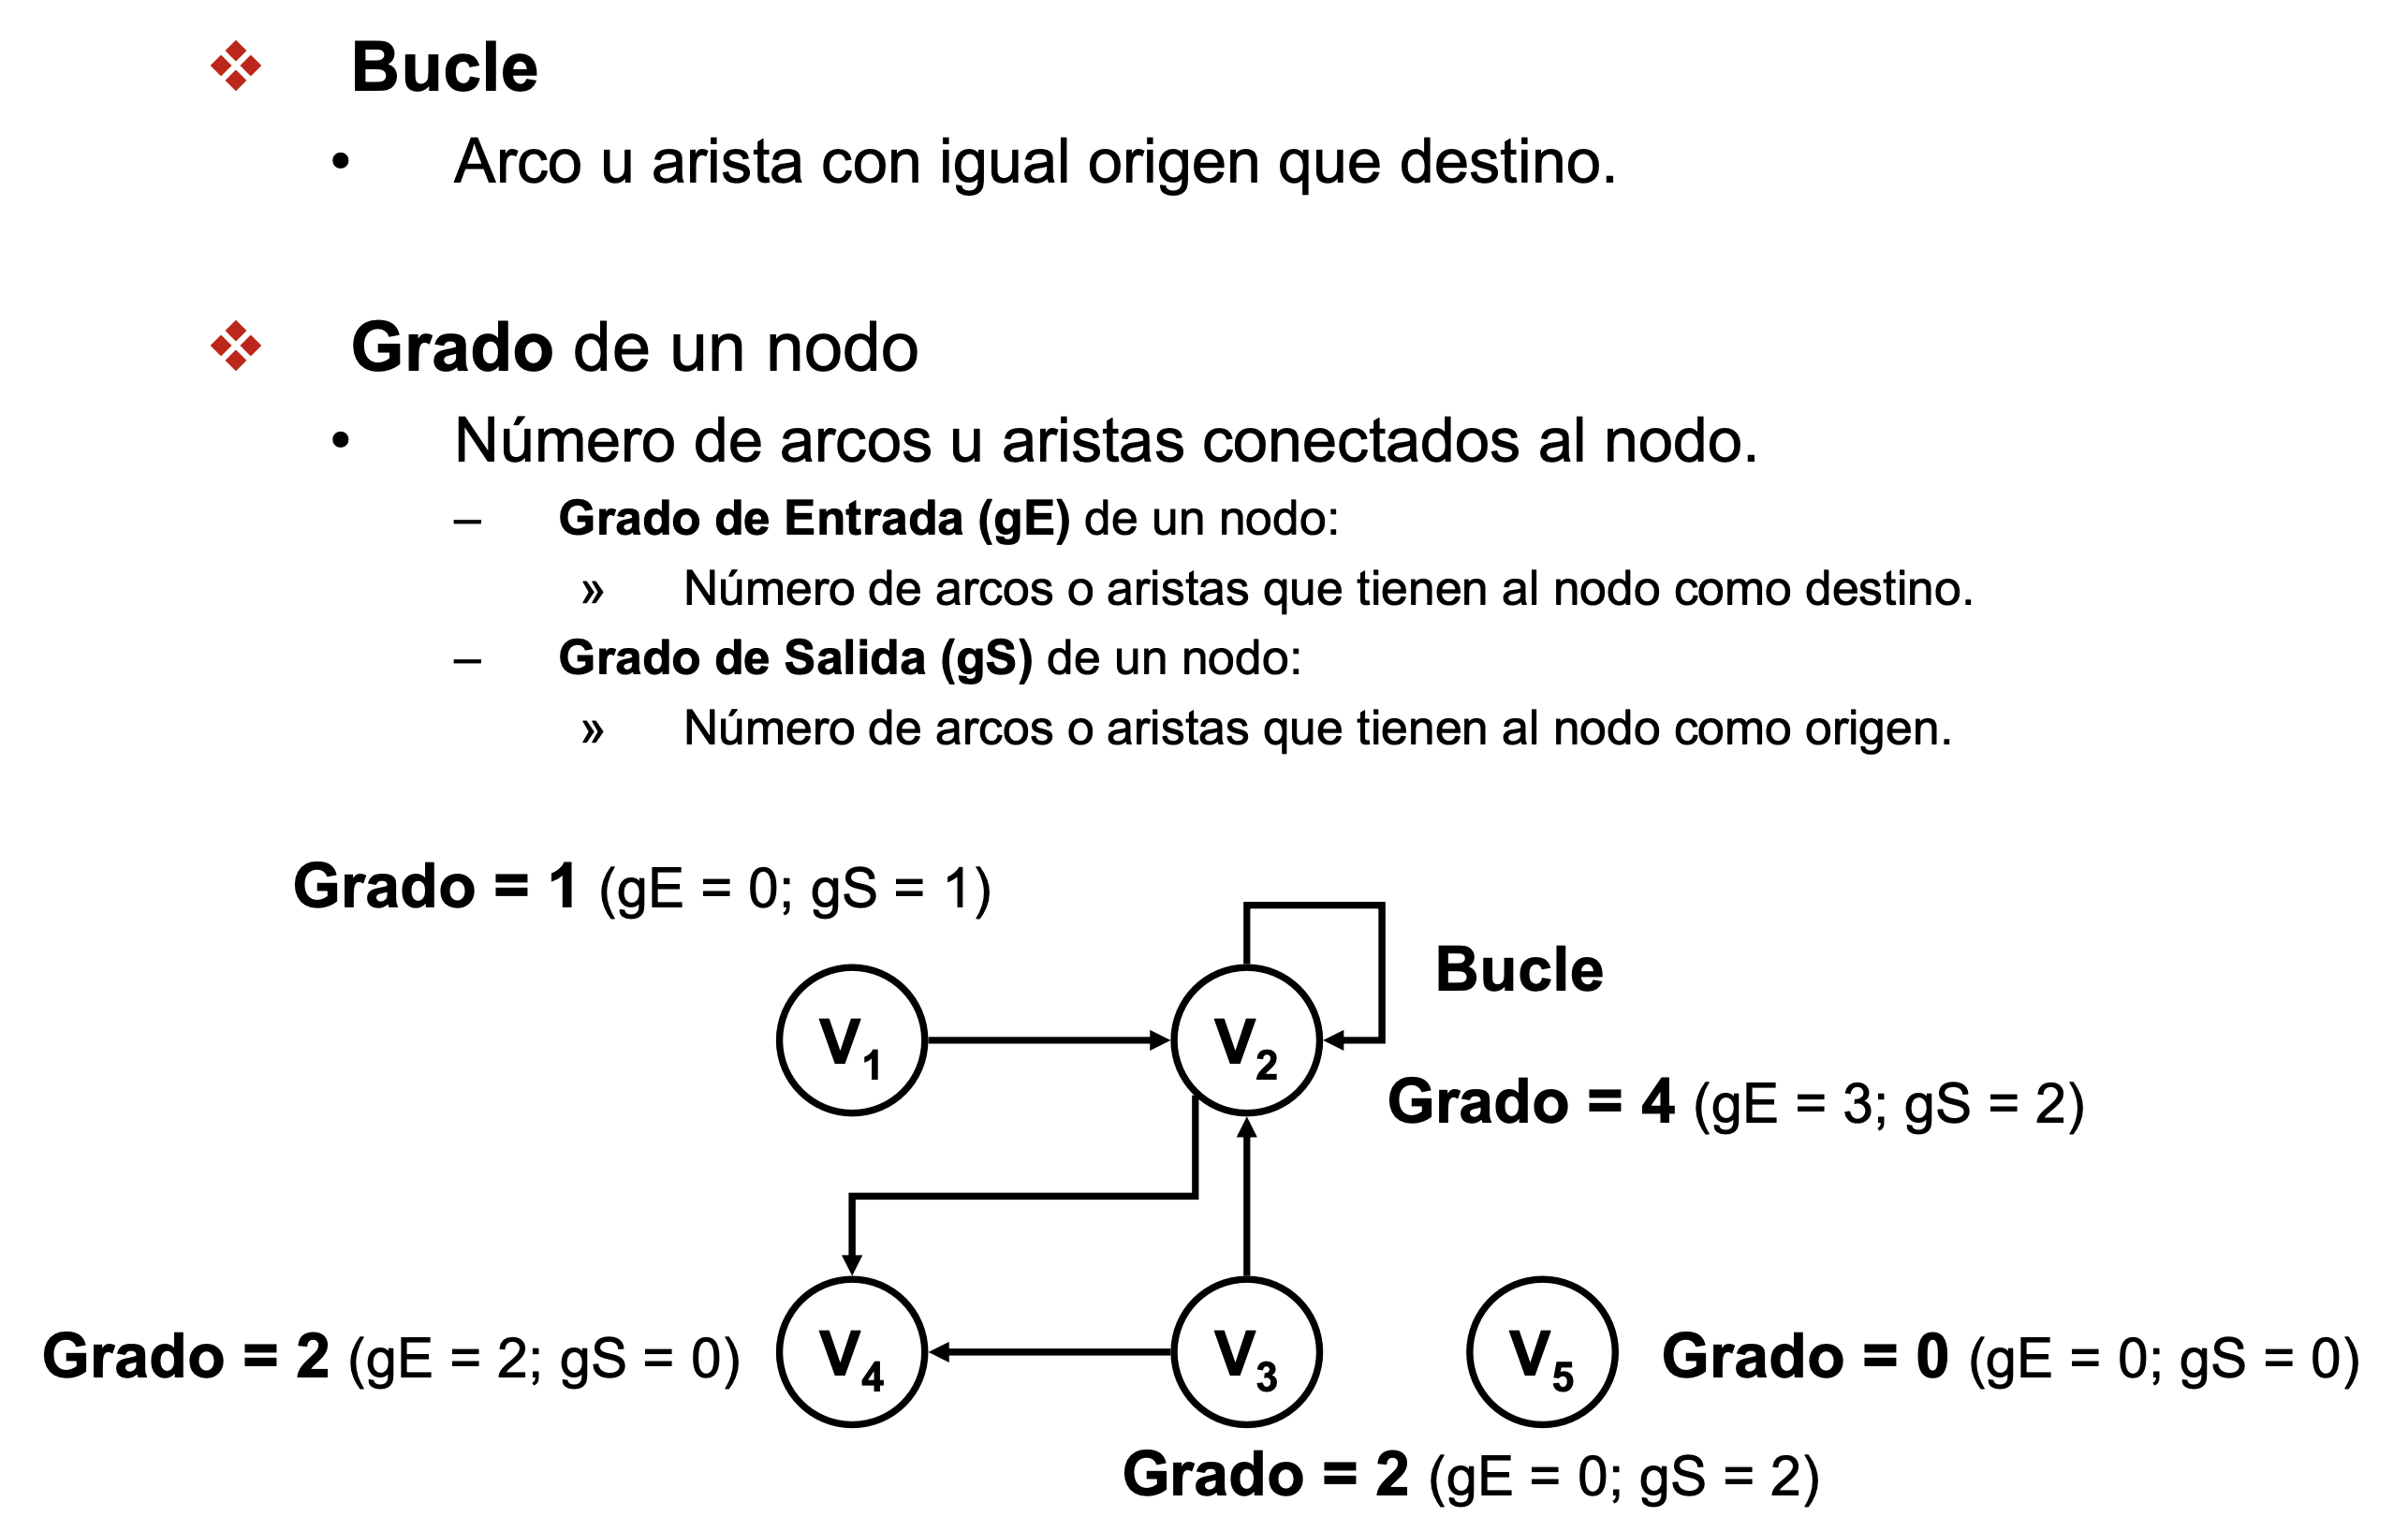 ❖ Bucle
• Arco u arista con igual origen que destino.
❖ Grado de un nodo
• Número de arcos u aristas conectados al nodo.
– Grado de Entrada (gE) de un nodo:
» Número de arcos o aristas que tienen al nodo como destino.
– Grado de Salida (gS) de un nodo:
» Número de arcos o aristas que tienen al nodo como origen.
Grado = 1 (gE = 0; gS = 1)
Bucle
V₁
V₂
Grado = 4 (gE = 3; gS = 2)
Grado = 2 (gE = 2; gS = 0)
V₄
V₃
V₅
Grado = 0 (gE = 0; gS = 0)
Grado = 2 (gE = 0; gS = 2)